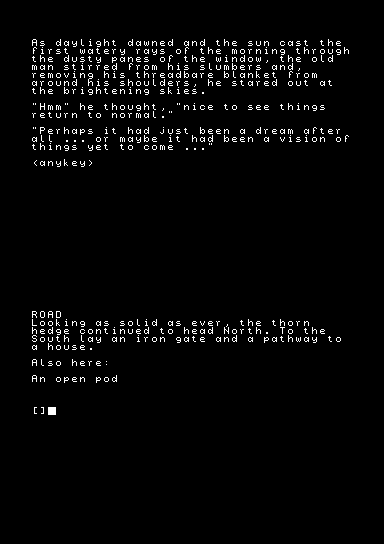 As daylight dawned and the sun cast the
first watery rays of the morning through
the dusty panes of the window, the old
man stirred from his slumbers and,
removing his threadbare blanket from
around his shoulders, he stared out at
the brightening skies.
"Hmm" he thought, "nice to see things
return to normal."
"Perhaps it had just been a dream after
all ... or maybe it had been a vision of
things yet to come ..."
<anykey>
ROAD
Looking as solid as ever, the thorn
hedge continued to head North. To the
South lay an iron gate and a pathway to
a house.
Also here:
An open pod
[]